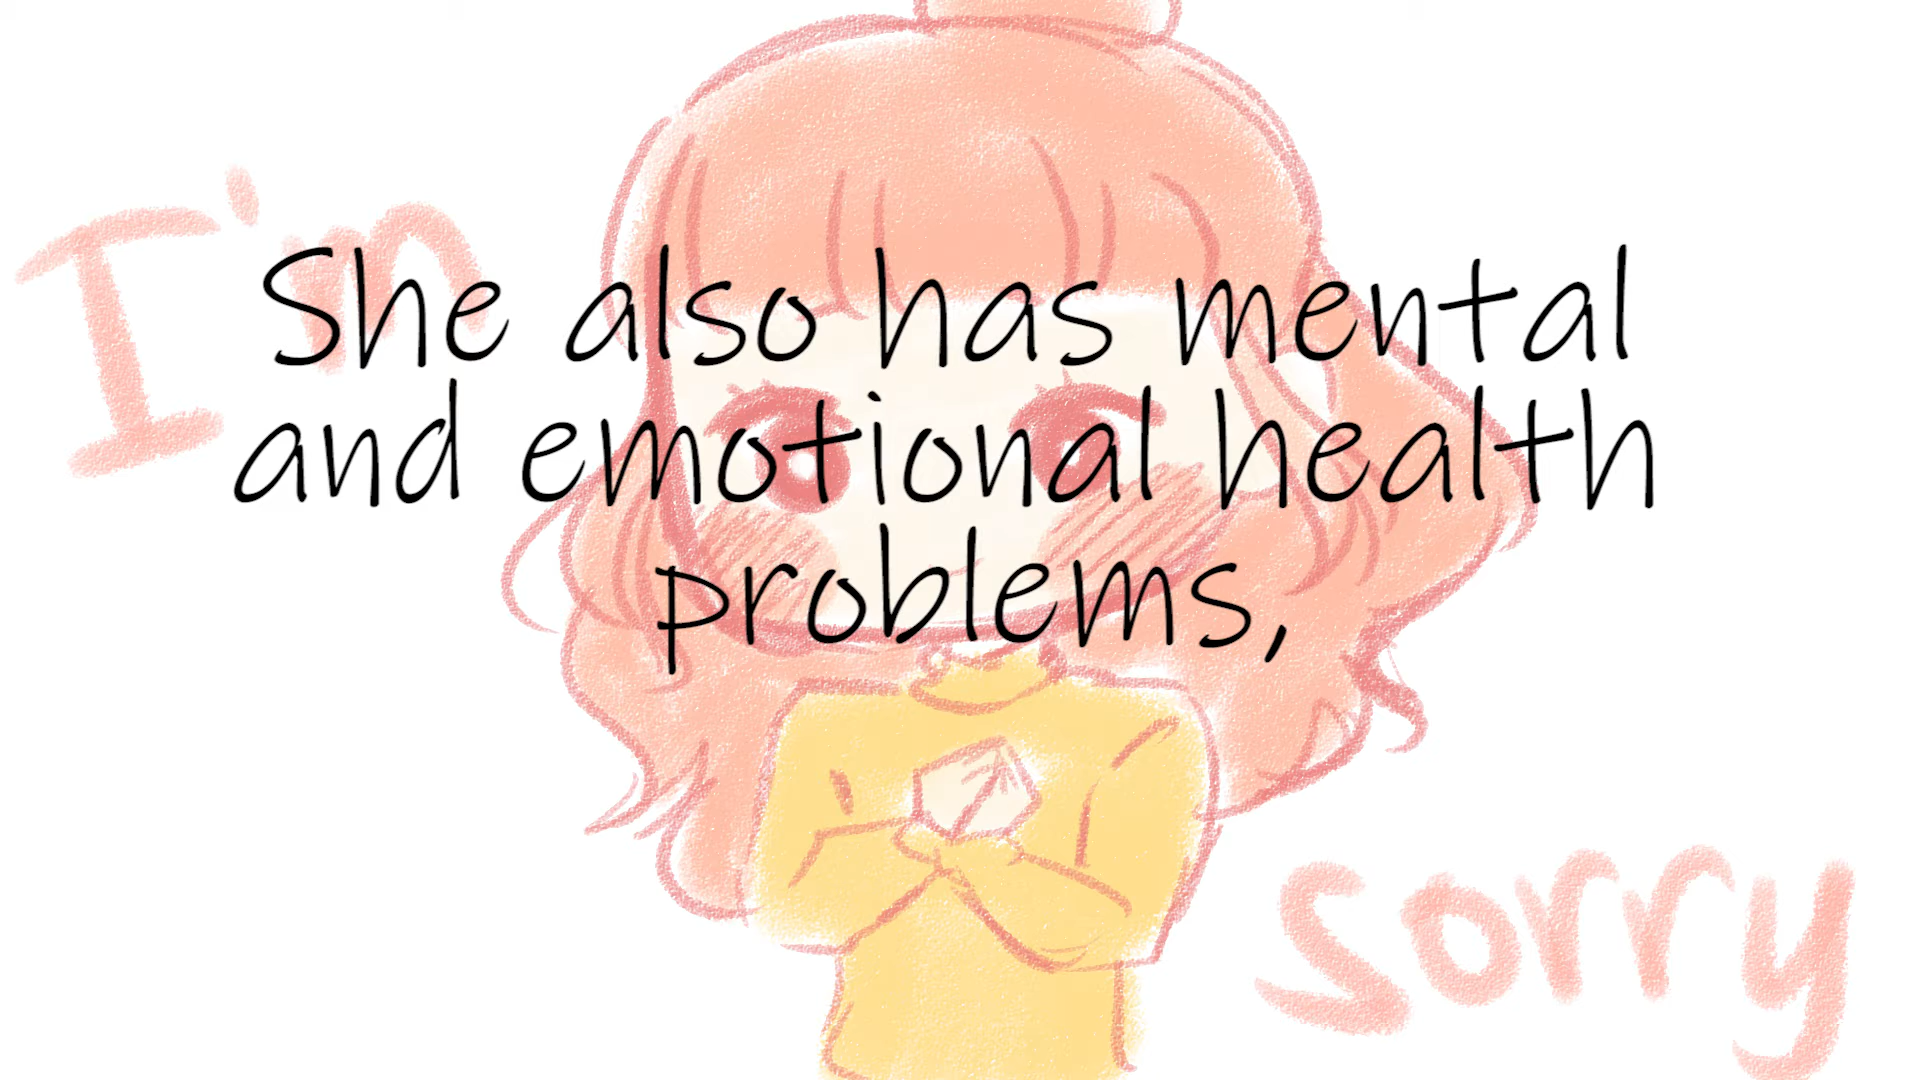 I'm
She also has mental
and emotional health
problems,
sorry